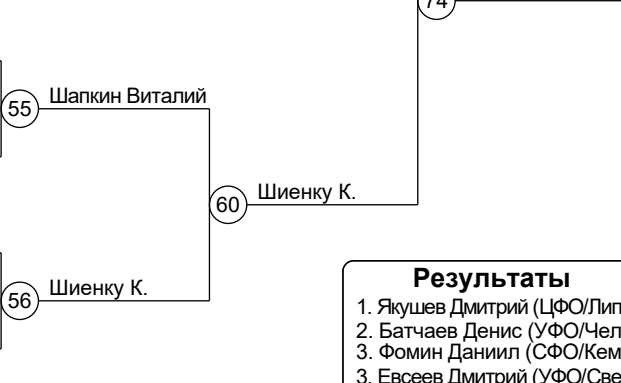 74
Шапкин Виталий
55
Шиенку К.
60
Шиенку К.
56
Результаты
1. Якушев Дмитрий (ЦФО/Лип
2. Батчаев Денис (УФО/Чел
3. Фомин Даниил (СФО/Кем
3. Евсеев Дмитрий (УФО/Све